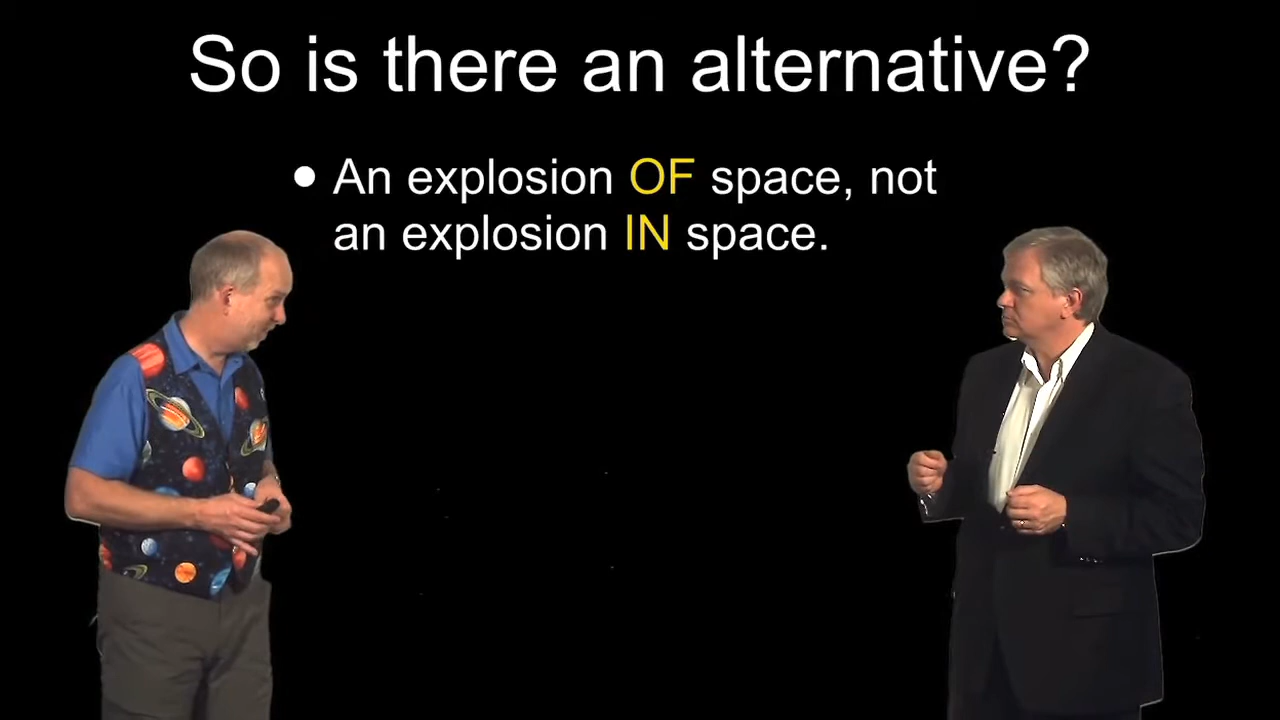 So is there an alternative?
• An explosion OF space, not
an explosion IN space.